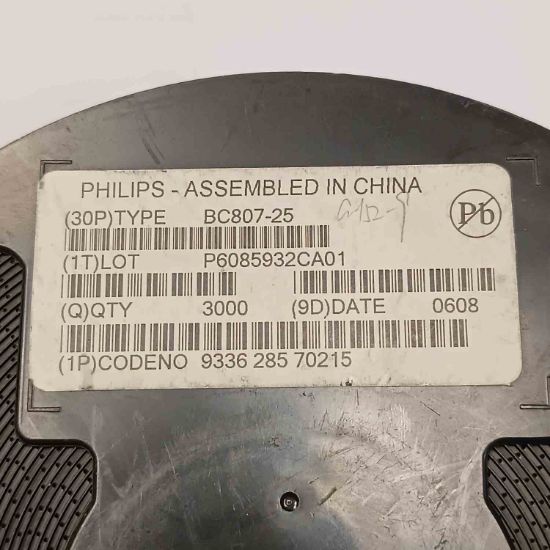 PHILIPS - ASSEMBLED IN CHINA
(30P)TYPE BC807-25
Pb
(1T)LOT P6085932CA01
(Q)QTY 3000 (9D)DATE 0608
(1P)CODENO 9336 285 70215